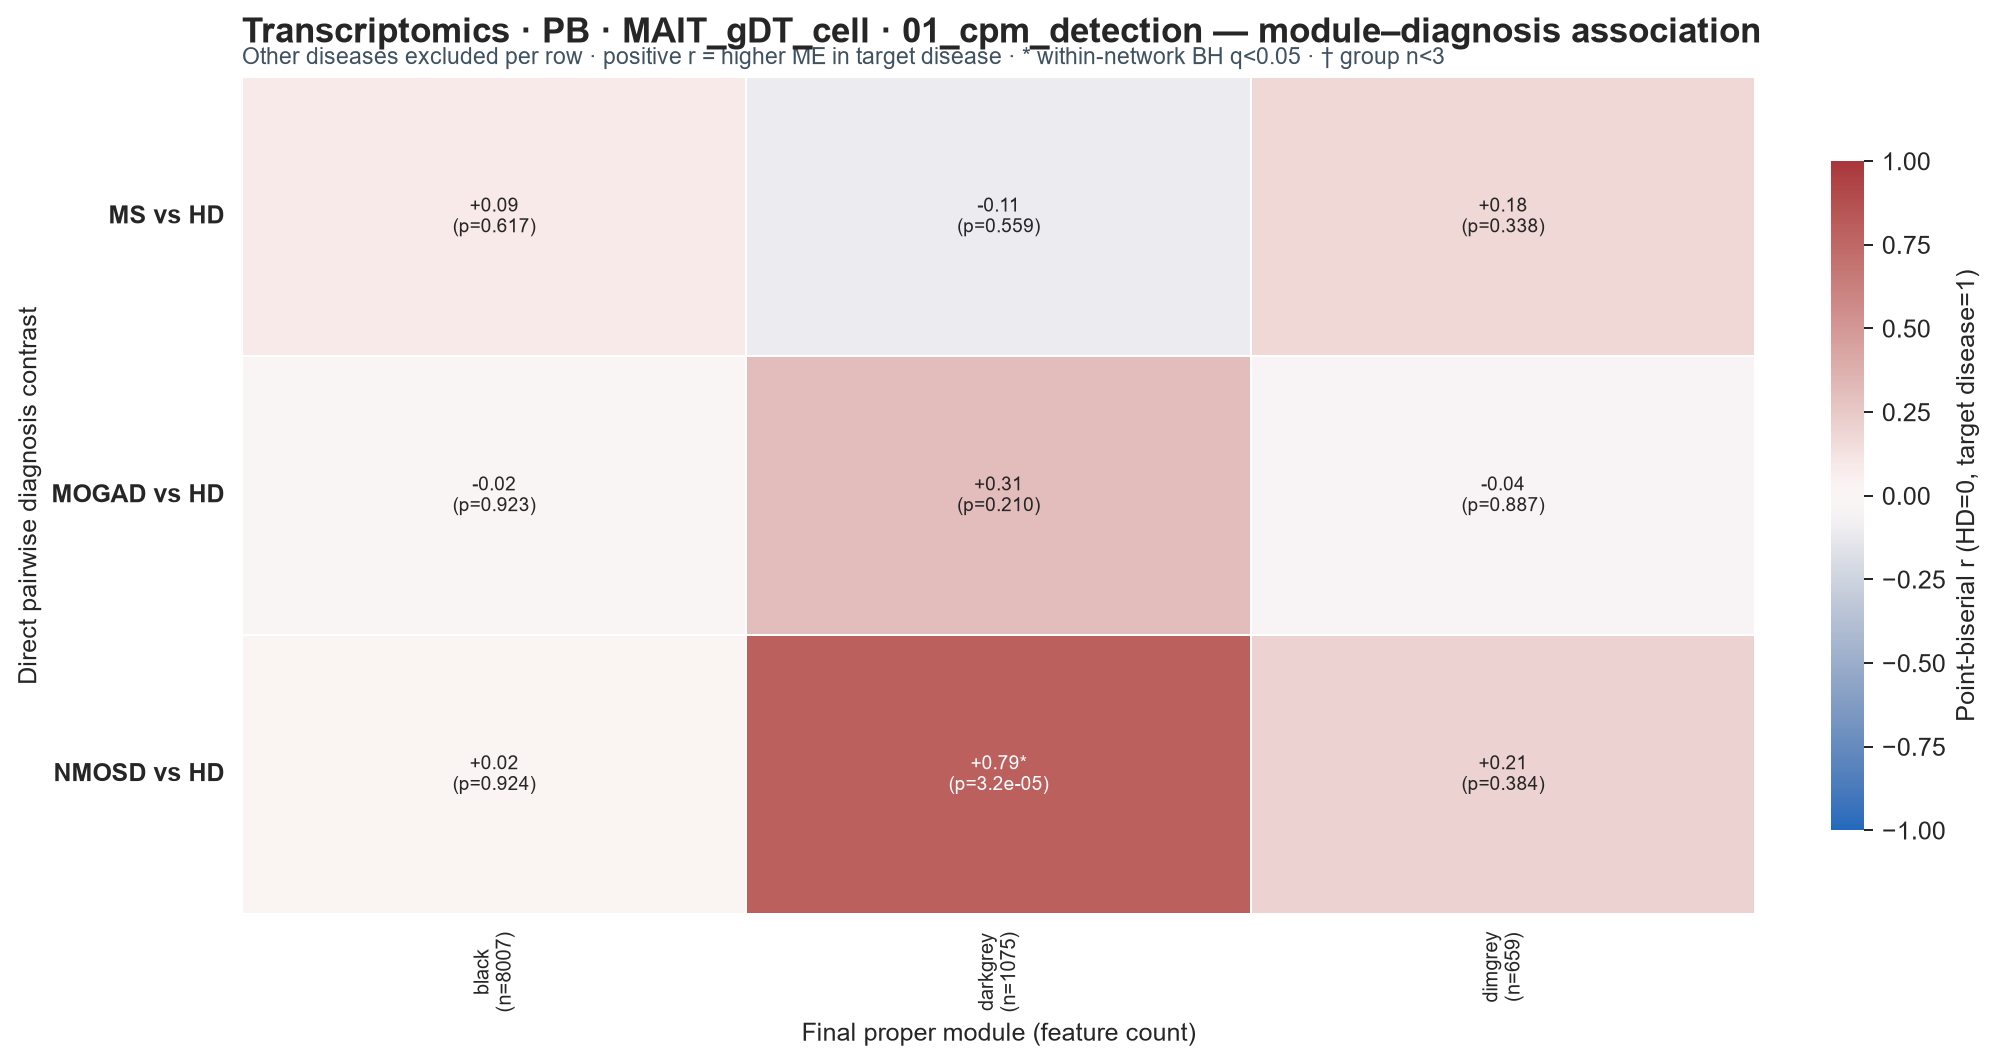 Transcriptomics · PB · MAIT_gDT_cell · 01_cpm_detection — module–diagnosis association
Other diseases excluded per row · positive r = higher ME in target disease · * within-network BH q<0.05 · † group n<3
Direct pairwise diagnosis contrast
MS vs HD
+0.09
(p=0.617)
-0.11
(p=0.559)
+0.18
(p=0.338)
MOGAD vs HD
-0.02
(p=0.923)
+0.31
(p=0.210)
-0.04
(p=0.887)
NMOSD vs HD
+0.02
(p=0.924)
+0.79*
(p=3.2e-05)
+0.21
(p=0.384)
black
(n=8007)
darkgrey
(n=1075)
dimgrey
(n=659)
Final proper module (feature count)
1.00
0.75
0.50
0.25
0.00
−0.25
−0.50
−0.75
−1.00
Point-biserial r (HD=0, target disease=1)